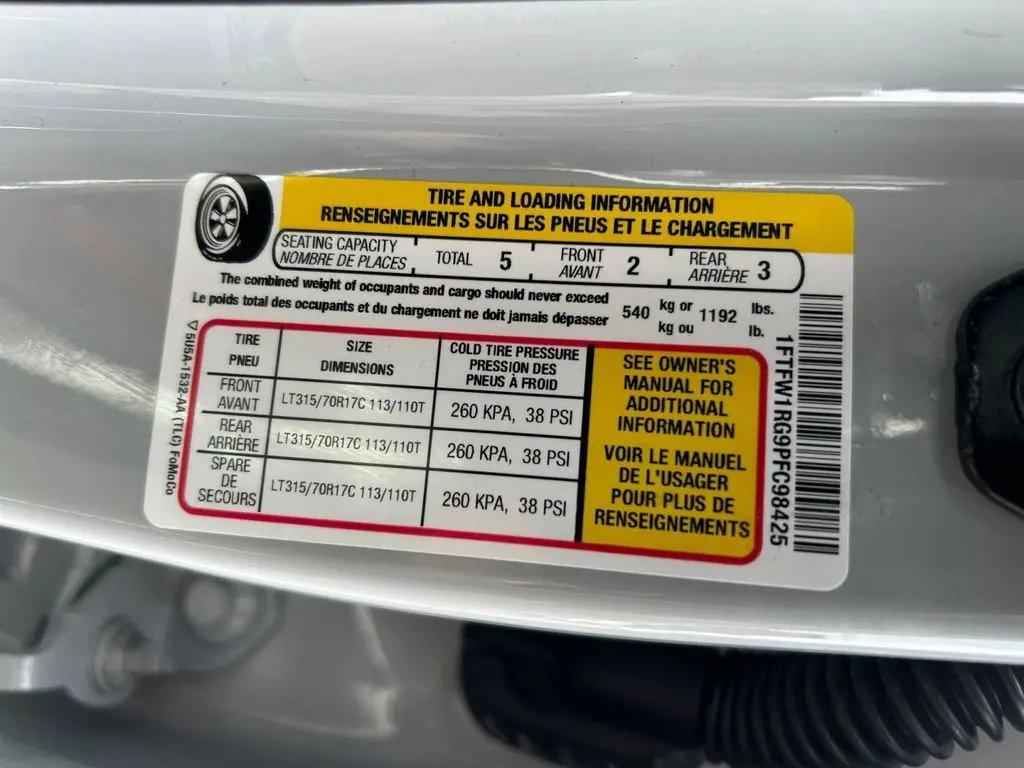 TIRE AND LOADING INFORMATION
RENSEIGNEMENTS SUR LES PNEUS ET LE CHARGEMENT
SEATING CAPACITY
NOMBRE DE PLACES
TOTAL 5
FRONT
AVANT 2
REAR
ARRIÈRE 3
The combined weight of occupants and cargo should never exceed
Le poids total des occupants et du chargement ne doit jamais dépasser
540 kg or 1192 lbs.
kg ou lb.
TIRE
PNEU
SIZE
DIMENSIONS
COLD TIRE PRESSURE
PRESSION DES
PNEUS À FROID
FRONT
AVANT
LT315/70R17C 113/110T
260 KPA, 38 PSI
REAR
ARRIÈRE
LT315/70R17C 113/110T
260 KPA, 38 PSI
SPARE
DE
SECOURS
LT315/70R17C 113/110T
260 KPA, 38 PSI
SEE OWNER'S
MANUAL FOR
ADDITIONAL
INFORMATION
VOIR LE MANUEL
DE L'USAGER
POUR PLUS DE
RENSEIGNEMENTS
5U5A-1532-AA (TLC) FoMoCo
1FTFW1RG9PFC98425